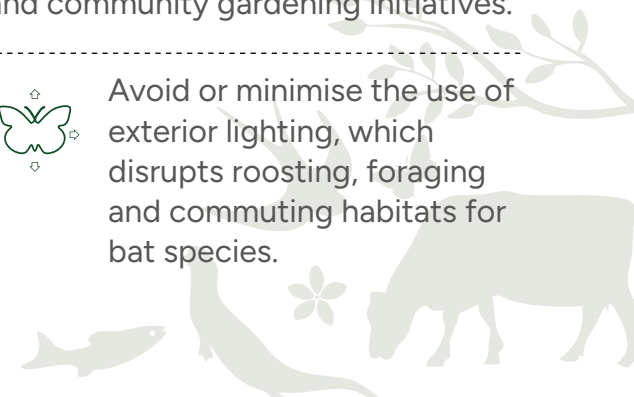 and community gardening initiatives.
Avoid or minimise the use of
exterior lighting, which
disrupts roosting, foraging
and commuting habitats for
bat species.